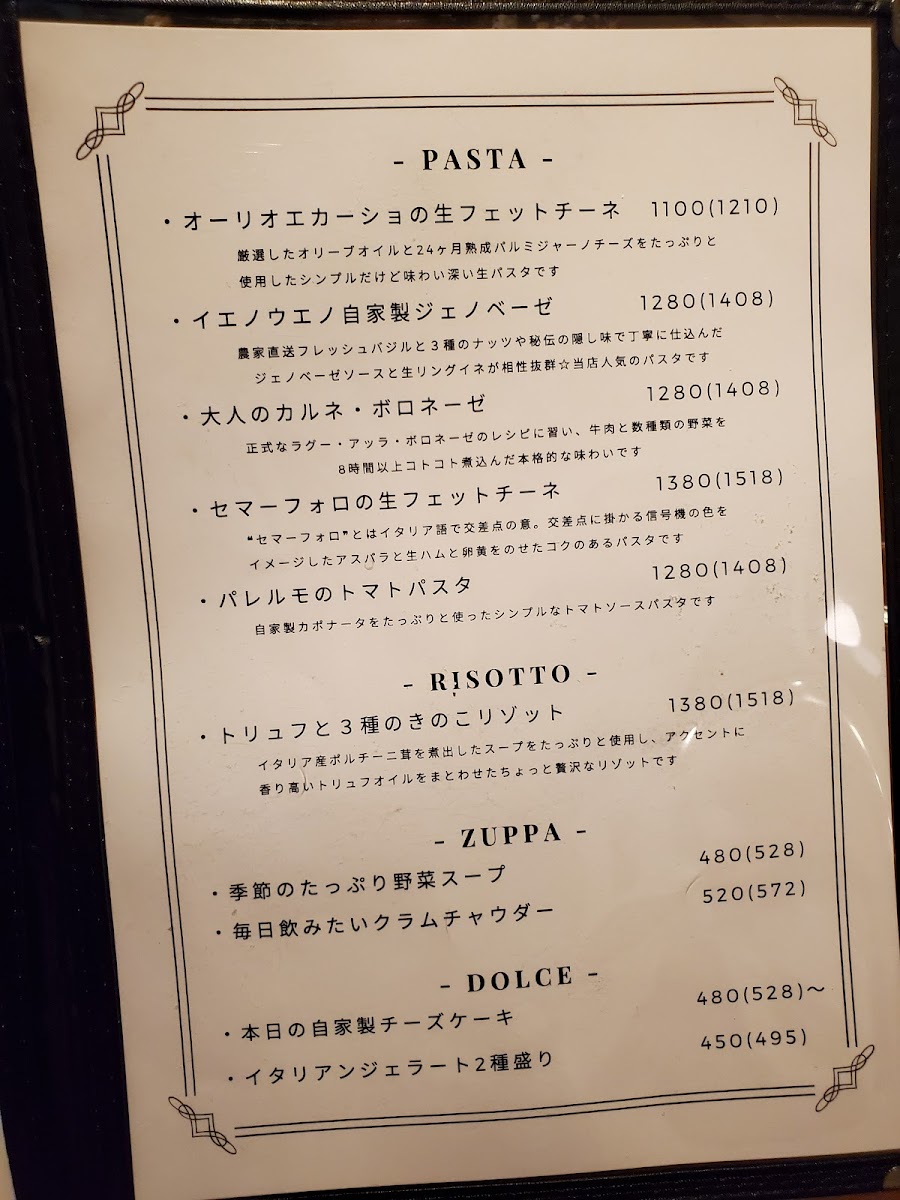 - PASTA -
・オーリオエカーショの生フェットチーネ 1100(1210)
厳選したオリーブオイルと24ヶ月熟成パルミジャーノチーズをたっぷりと
使用したシンプルだけど味わい深い生パスタです
・イエノウエノ自家製ジェノベーゼ 1280(1408)
農家直送フレッシュバジルと3種のナッツや秘伝の隠し味で丁寧に仕込んだ
ジェノベーゼソースと生リングイネが相性抜群☆当店人気のパスタです
・大人のカルネ・ボロネーゼ 1280(1408)
正式なラグー・アッラ・ボロネーゼのレシピに習い、牛肉と数種類の野菜を
8時間以上コトコト煮込んだ本格的な味わいです
・セマーフォロの生フェットチーネ 1380(1518)
“セマーフォロ”とはイタリア語で交差点の意。交差点に掛かる信号機の色を
イメージしたアスパラと生ハムと卵黄をのせたコクのあるパスタです
・パレルモのトマトパスタ 1280(1408)
自家製カポナータをたっぷりと使ったシンプルなトマトソースパスタです
- RISOTTO -
・トリュフと3種のきのこリゾット 1380(1518)
イタリア産ポルチーニ茸を煮出したスープをたっぷりと使用し、アクセントに
香り高いトリュフオイルをまとわせたちょっと贅沢なリゾットです
- ZUPPA -
・季節のたっぷり野菜スープ 480(528)
・毎日飲みたいクラムチャウダー 520(572)
- DOLCE -
・本日の自家製チーズケーキ 480(528)～
・イタリアンジェラート2種盛り 450(495)